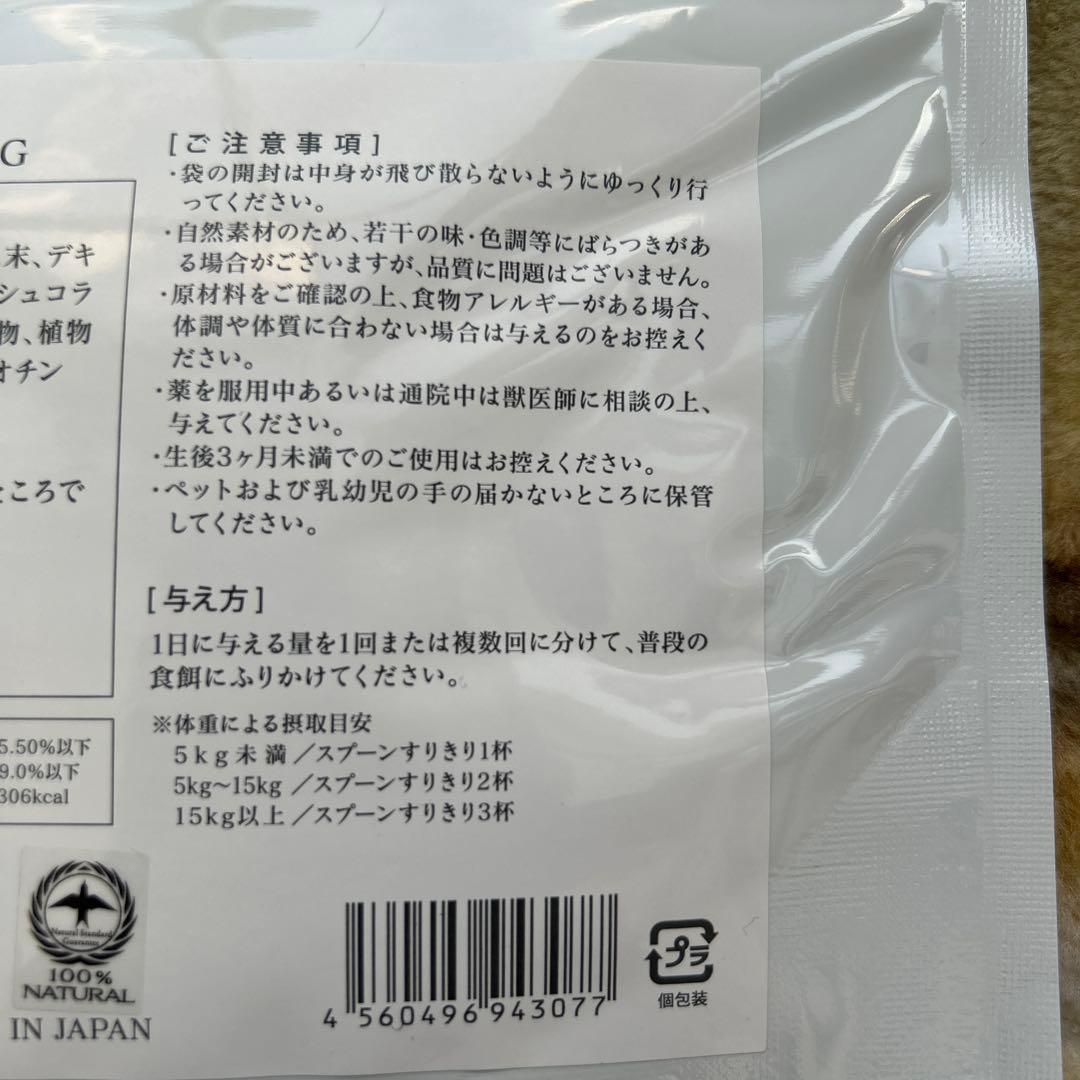 G
末、デキ
シュコラ
物、植物
オチン
ところで
5.50%以下
9.0%以下
306kcal
[ご注意事項]
・袋の開封は中身が飛び散らないようにゆっくり行
ってください。
・自然素材のため、若干の味・色調等にばらつきがあ
る場合がございますが、品質に問題はございません。
・原材料をご確認の上、食物アレルギーがある場合、
体調や体質に合わない場合は与えるのをお控えく
ださい。
・薬を服用中あるいは通院中は獣医師に相談の上、
与えてください。
・生後3ヶ月未満でのご使用はお控えください。
・ペットおよび乳幼児の手の届かないところに保管
してください。
[与え方]
1日に与える量を1回または複数回に分けて、普段の
食餌にふりかけてください。
※体重による摂取目安
5kg未満/スプーンすりきり1杯
5kg〜15kg/スプーンすりきり2杯
15kg以上/スプーンすりきり3杯
Natural Standard
Guarantee
100%
NATURAL
IN JAPAN
4 560496 943077
プラ
個包装